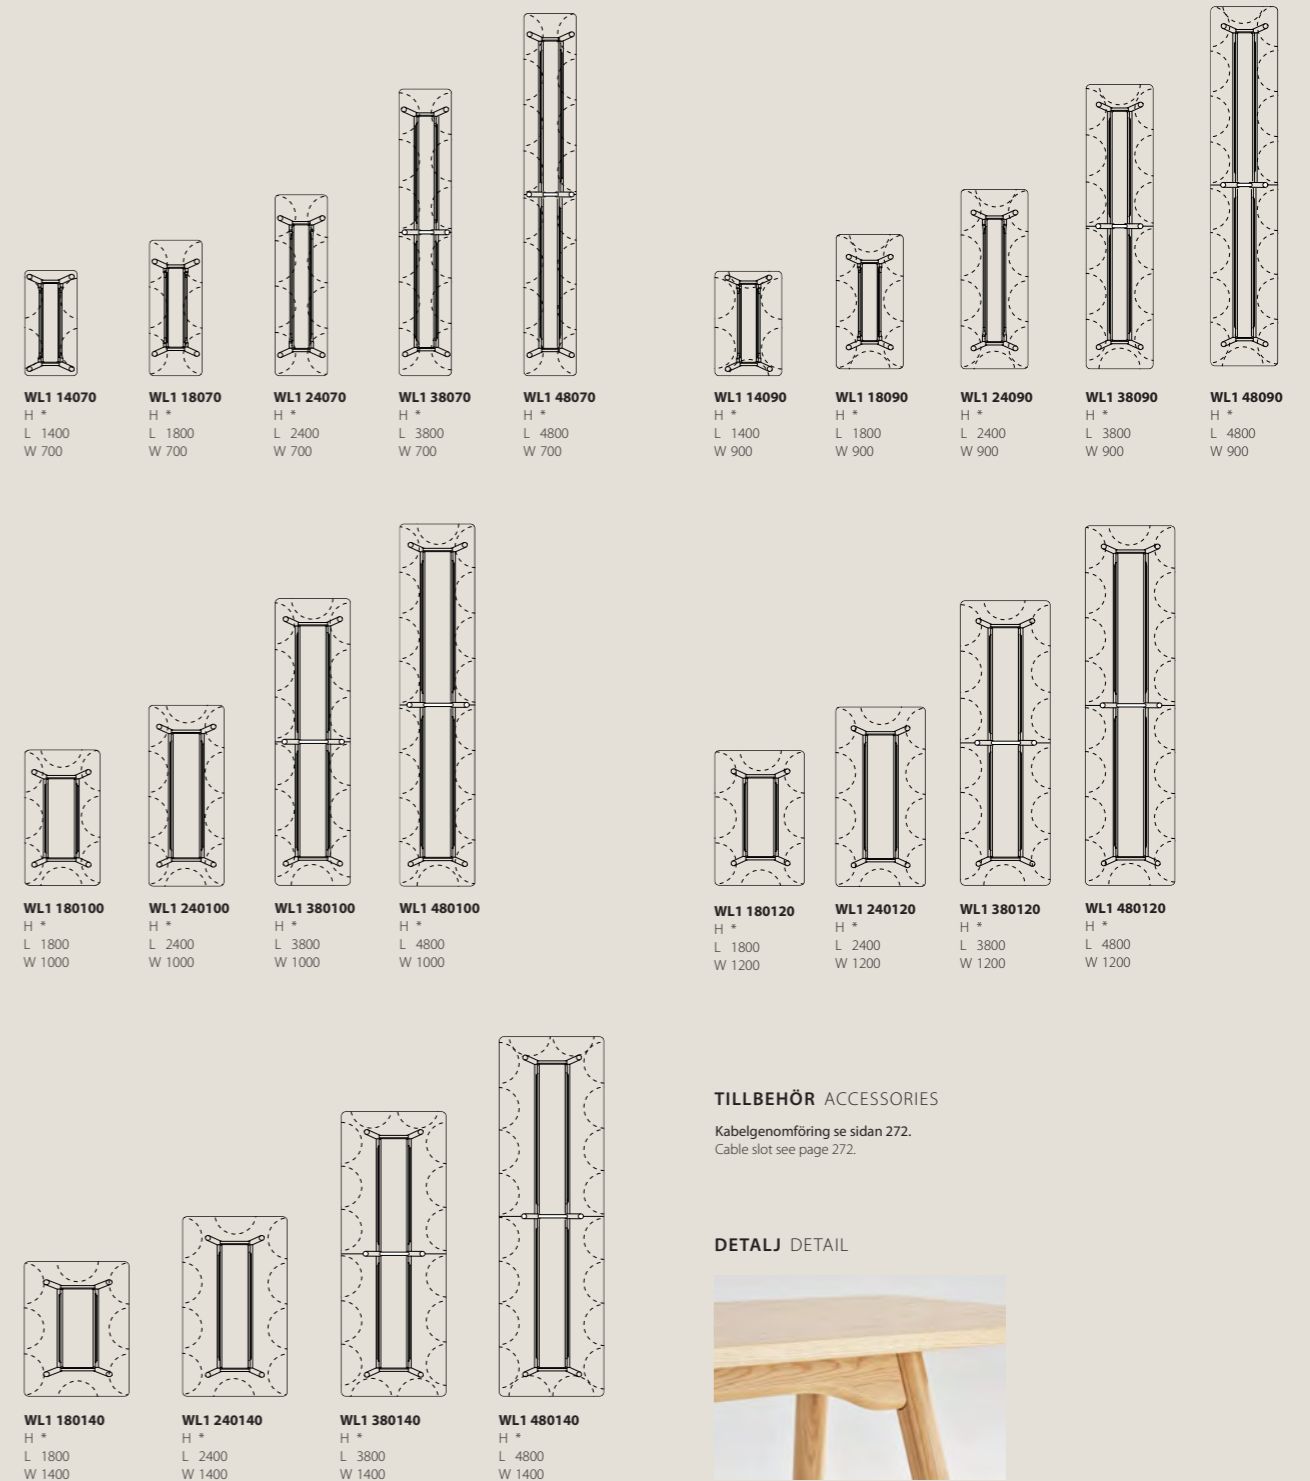 WL1 14070
H *
L 1400
W 700
WL1 18070
H *
L 1800
W 700
WL1 24070
H *
L 2400
W 700
WL1 38070
H *
L 3800
W 700
WL1 48070
H *
L 4800
W 700
WL1 14090
H *
L 1400
W 900
WL1 18090
H *
L 1800
W 900
WL1 24090
H *
L 2400
W 900
WL1 38090
H *
L 3800
W 900
WL1 48090
H *
L 4800
W 900
WL1 180100
H *
L 1800
W 1000
WL1 240100
H *
L 2400
W 1000
WL1 380100
H *
L 3800
W 1000
WL1 480100
H *
L 4800
W 1000
WL1 180120
H *
L 1800
W 1200
WL1 240120
H *
L 2400
W 1200
WL1 380120
H *
L 3800
W 1200
WL1 480120
H *
L 4800
W 1200
WL1 180140
H *
L 1800
W 1400
WL1 240140
H *
L 2400
W 1400
WL1 380140
H *
L 3800
W 1400
WL1 480140
H *
L 4800
W 1400
TILLBEHÖR ACCESSORIES
Kabelgenomföring se sidan 272.
Cable slot see page 272.
DETALJ DETAIL